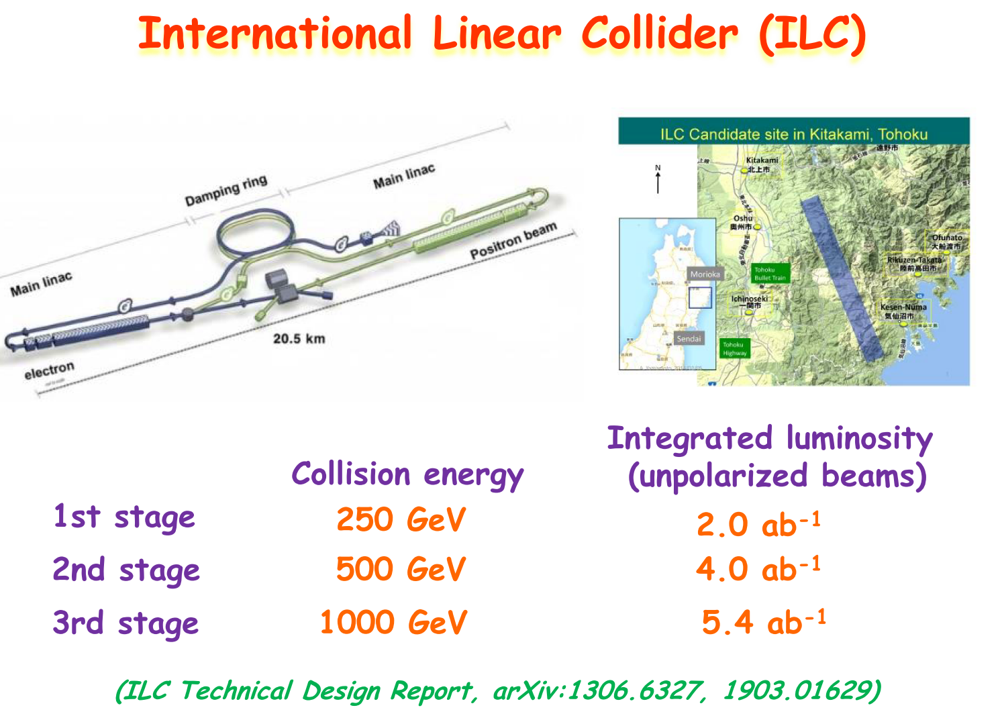 International Linear Collider (ILC)
Main linac
Damping ring
Main linac
Positron beam
20.5 km
electron
e
e
e
e
ILC Candidate site in Kitakami, Tohoku
N
遠野市
Kitakami
北上市
Oshu
奥州市
Ofunato
大船渡市
Rikuzen-Takata
陸前高田市
Morioka
Tohoku
Bullet Train
Ichinoseki
一関市
Kesen-Numa
気仙沼市
Sendai
Tohoku
Highway
Integrated luminosity
Collision energy
(unpolarized beams)
1st stage 250 GeV 2.0 ab⁻¹
2nd stage 500 GeV 4.0 ab⁻¹
3rd stage 1000 GeV 5.4 ab⁻¹
(ILC Technical Design Report, arXiv:1306.6327, 1903.01629)